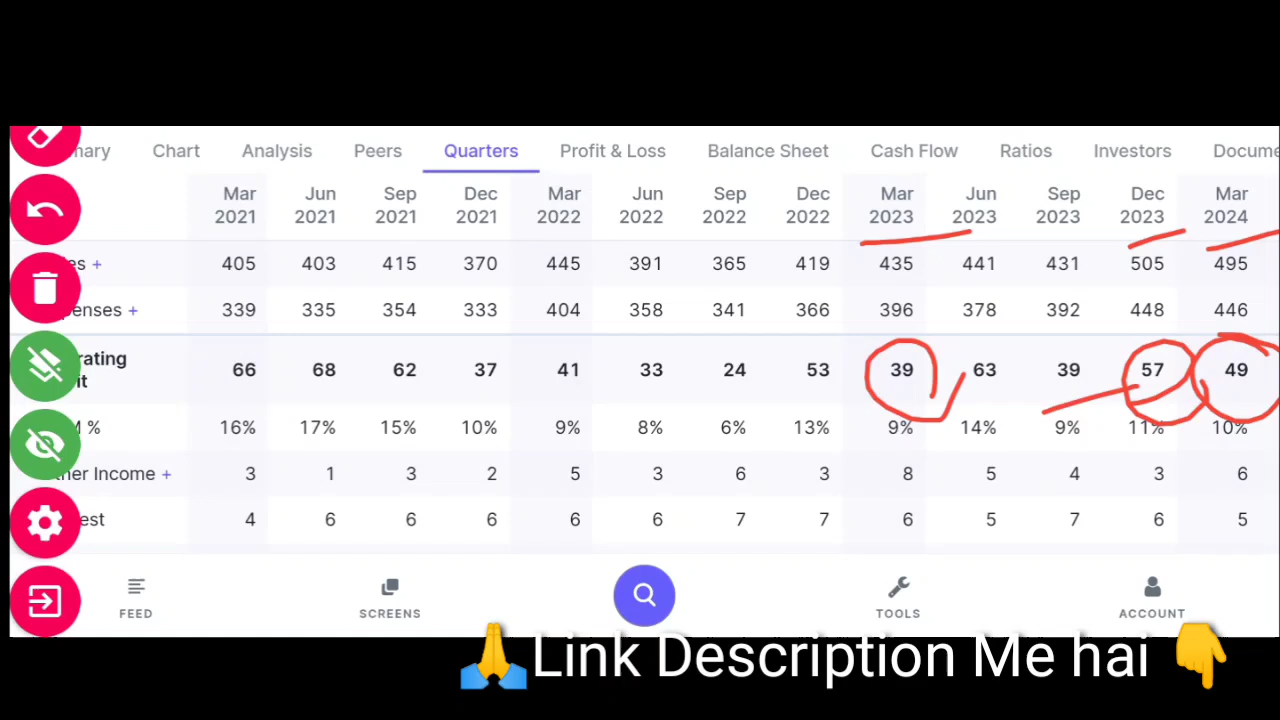 mary Chart Analysis Peers Quarters Profit & Loss Balance Sheet Cash Flow Ratios Investors Docume
Mar 2021 Jun 2021 Sep 2021 Dec 2021 Mar 2022 Jun 2022 Sep 2022 Dec 2022 Mar 2023 Jun 2023 Sep 2023 Dec 2023 Mar 2024
es + 405 403 415 370 445 391 365 419 435 441 431 505 495
penses + 339 335 354 333 404 358 341 366 396 378 392 448 446
rating
it 66 68 62 37 41 33 24 53 39 63 39 57 49
M % 16% 17% 15% 10% 9% 8% 6% 13% 9% 14% 9% 11% 10%
ther Income + 3 1 3 2 5 3 6 3 8 5 4 3 6
est 4 6 6 6 6 6 7 7 6 5 7 6 5
FEED SCREENS TOOLS ACCOUNT
🙏Link Description Me hai 👇